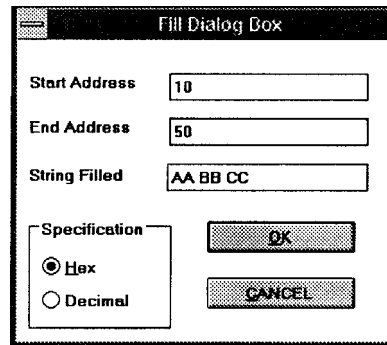 Fill Dialog Box
Start Address 10
End Address 50
String Filled AA BB CC
Specification
Hex
Decimal
OK
CANCEL